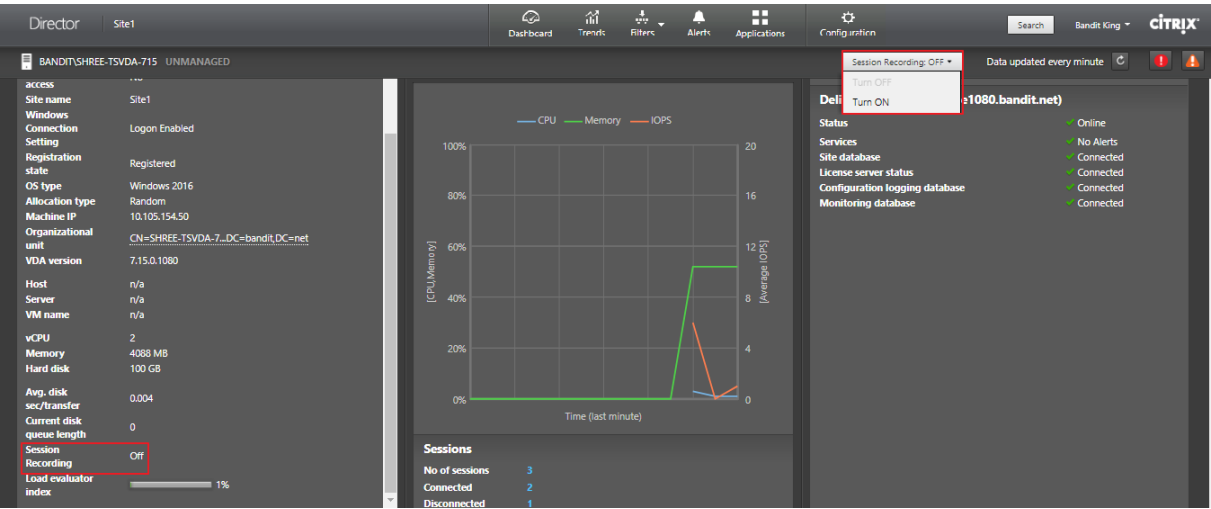 Director Site1 Dashboard Trends Filters Alerts Applications Configuration Search Bandit King CİTRIX
BANDIT\SHREE-TSVDA-715 UNMANAGED Session Recording: OFF Data updated every minute
Turn OFF
Turn ON
access
Site name Site1
Windows
Connection Logon Enabled
Setting
Registration
state Registered
OS type Windows 2016
Allocation type Random
Machine IP 10.105.154.50
Organizational
unit CN=SHREE-TSVDA-7...DC=bandit,DC=net
VDA version 7.15.0.1080
Host n/a
Server n/a
VM name n/a
vCPU 2
Memory 4088 MB
Hard disk 100 GB
Avg. disk
sec/transfer 0.004
Current disk
queue length 0
Session
Recording Off
Load evaluator
index 1%
CPU Memory IOPS
100% 20
80% 16
60% 12
40% 8
20% 4
0% 0
[CPU,Memory]
[Average IOPS]
Time (last minute)
Sessions
No of sessions 3
Connected 2
Disconnected 1
Deli e1080.bandit.net)
Status Online
Services No Alerts
Site database Connected
License server status Connected
Configuration logging database Connected
Monitoring database Connected